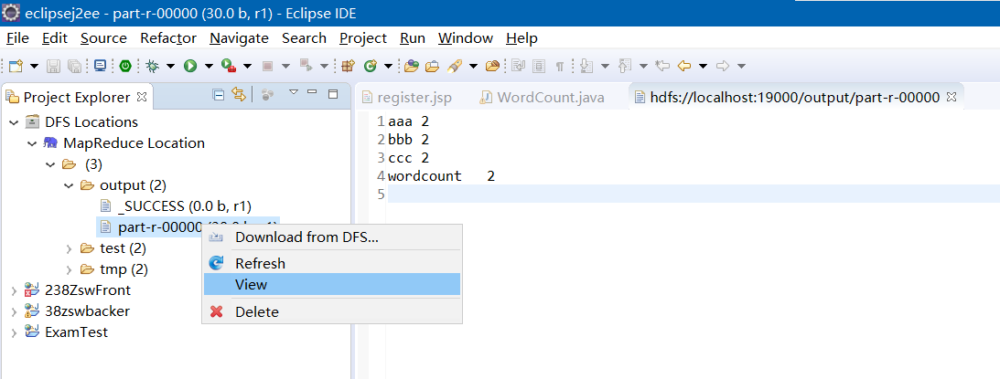 eclipsej2ee - part-r-00000 (30.0 b, r1) - Eclipse IDE
File Edit Source Refactor Navigate Search Project Run Window Help
Project Explorer
DFS Locations
MapReduce Location
(3)
output (2)
_SUCCESS (0.0 b, r1)
part-r-00000
test (2)
tmp (2)
238ZswFront
38zswbacker
ExamTest
Download from DFS...
Refresh
View
Delete
register.jsp WordCount.java hdfs://localhost:19000/output/part-r-00000
1 aaa 2
2 bbb 2
3 ccc 2
4 wordcount 2
5